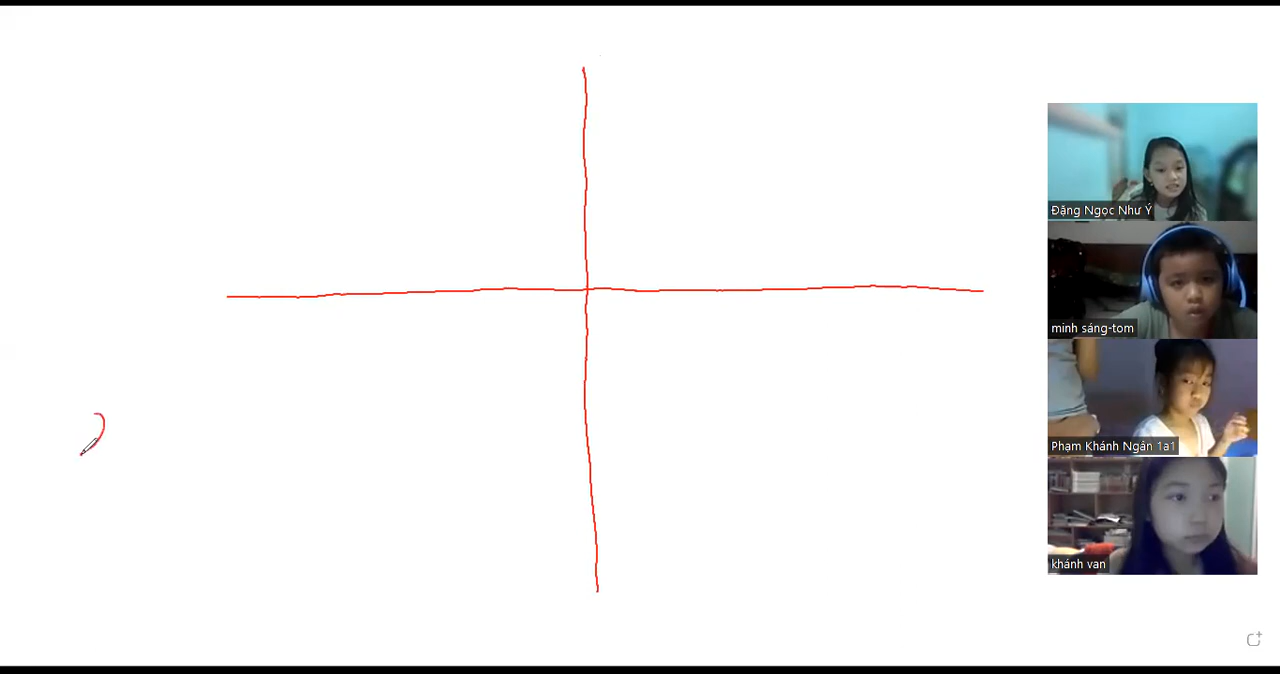 Đặng Ngọc Như Ý
minh sáng-tom
Phạm Khánh Ngân 1a1
khánh van